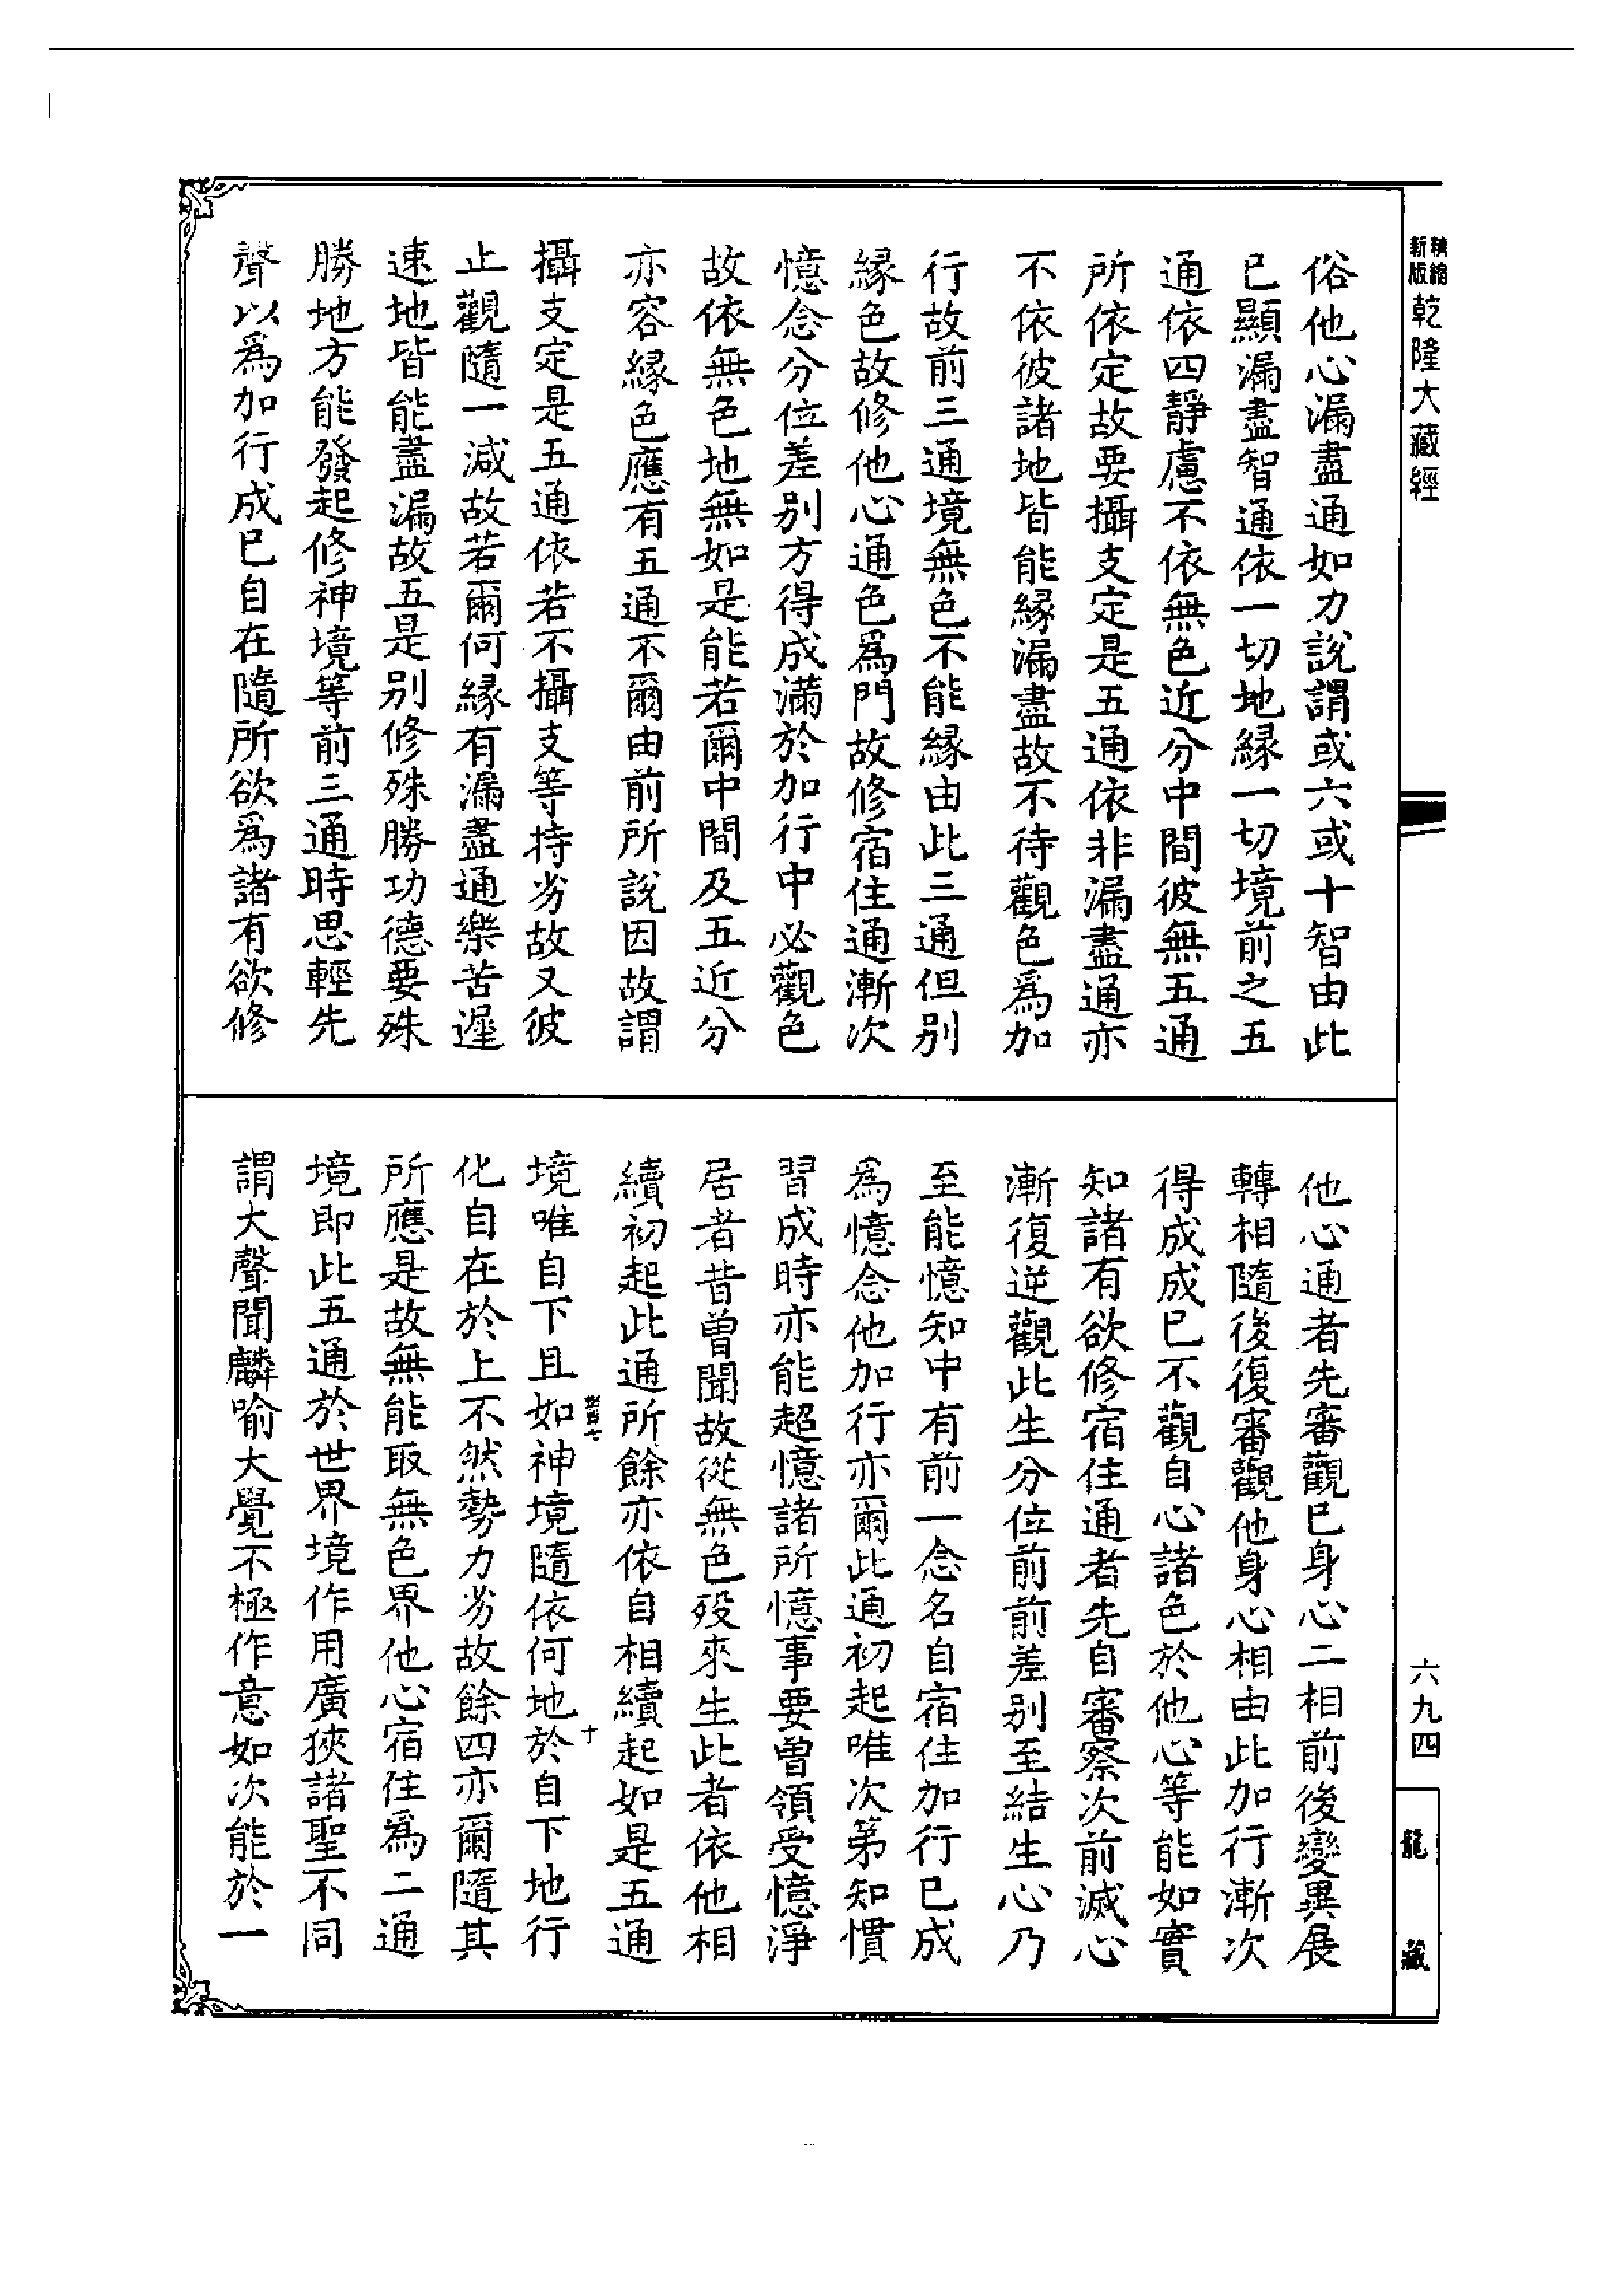 精縮新版乾隆大藏經
俗他心漏盡通如力說謂或六或十智由此
已顯漏盡智通依一切地緣一切境前之五
通依四靜慮不依無色近分中間彼無五通
所依定故要攝支定是五通依非漏盡通亦
不依彼諸地皆能緣漏盡故不待觀色爲加
行故前三通境無色不能緣由此三通但别
緣色故修他心通色爲門故修宿住通漸次
憶念分位差别方得成滿於加行中必觀色
故依無色地無如是能若爾中間及五近分
亦容緣色應有五通不爾由前所說因故謂
攝支定是五通依若不攝支等持劣故又彼
止觀隨一減故若爾何緣有漏盡通樂苦遲
速地皆能盡漏故五是别修殊勝功德要殊
勝地方能發起修神境等前三通時思輕先
聲以爲加行成已自在隨所欲爲諸有欲修
他心通者先審觀已身心二相前後變異展
轉相隨後復審觀他身心相由此加行漸次
得成成已不觀自心諸色於他心等能如實
知諸有欲修宿住通者先自審察次前滅心
漸復逆觀此生分位前前差别至結生心乃
至能憶知中有前一念名自宿住加行已成
爲憶念他加行亦爾此通初起唯次第知慣
習成時亦能超憶諸所憶事要曾領受憶淨
居者昔曾聞故從無色歿來生此者依他相
續初起此通所餘亦依自相續起如是五通
境唯自下且如神境隨依何地於自下地行
化自在於上不然勢力劣故餘四亦爾隨其
所應是故無能取無色界他心宿住爲二通
境即此五通於世界境作用廣狹諸聖不同
謂大聲聞麟喻大覺不極作意如次能於一
十
六九四
龍藏